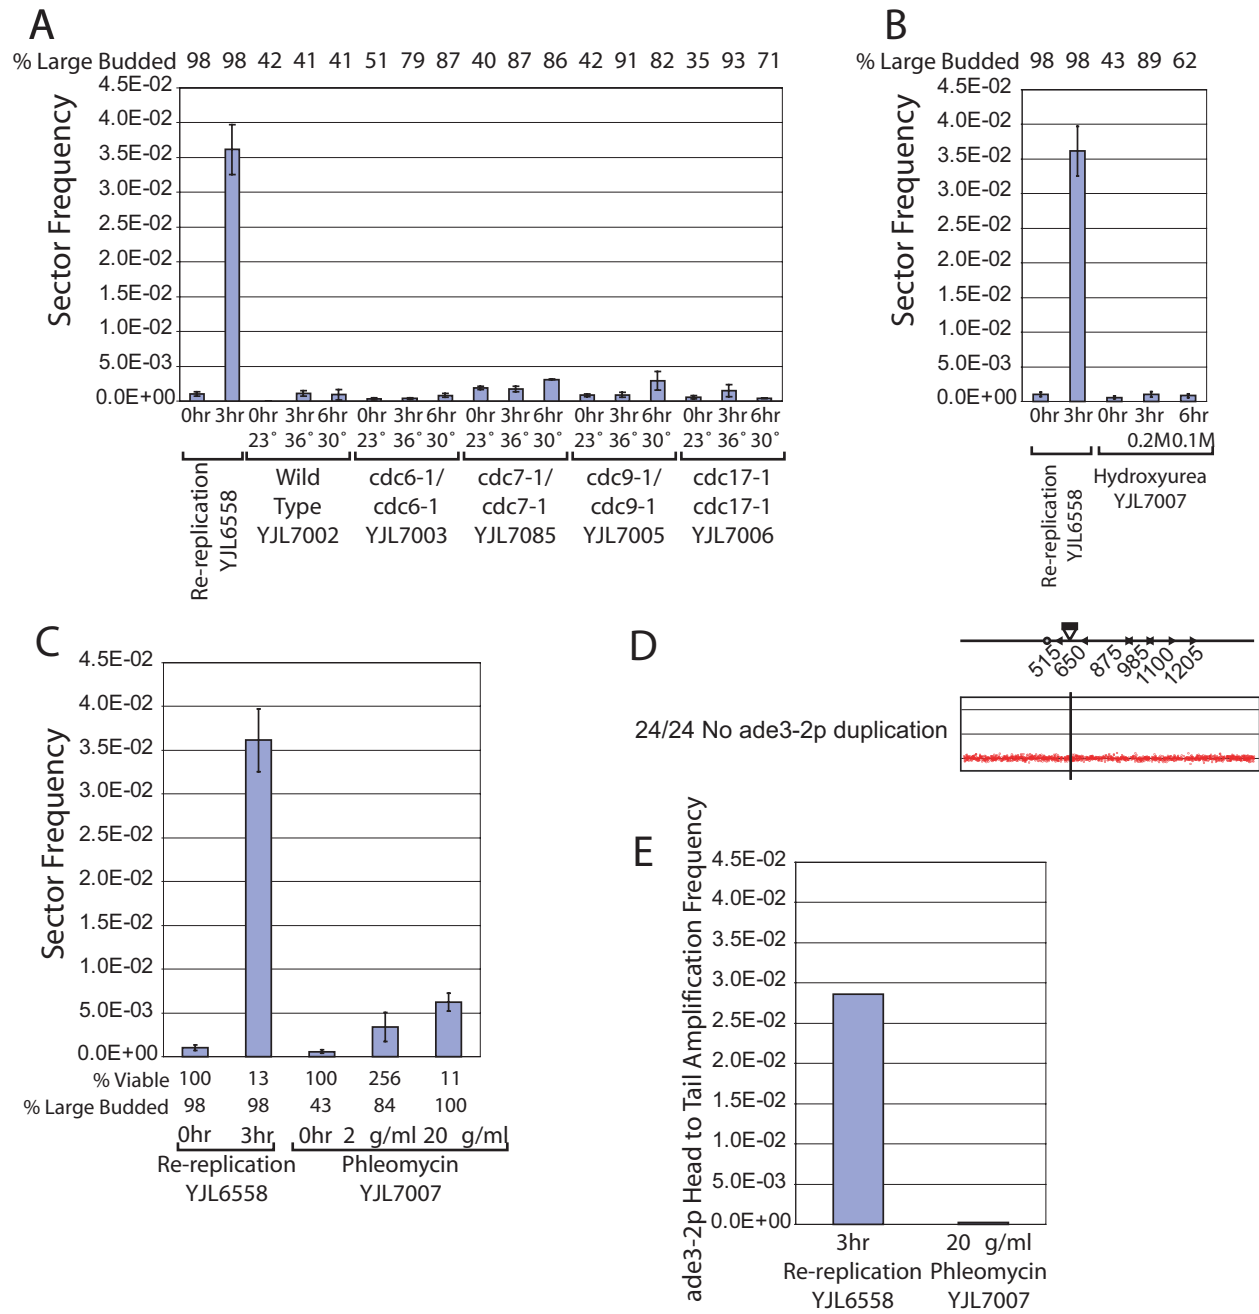 A
% Large Budded 98 98 42 41 41 51 79 87 40 87 86 42 91 82 35 93 71
Sector Frequency
4.5E-02
4.0E-02
3.5E-02
3.0E-02
2.5E-02
2.0E-02
1.5E-02
1.0E-02
5.0E-03
0.0E+00
0hr 3hr 0hr 3hr 6hr 0hr 3hr 6hr 0hr 3hr 6hr 0hr 3hr 6hr 0hr 3hr 6hr
23° 36° 30° 23° 36° 30° 23° 36° 30° 23° 36° 30° 23° 36° 30°
Re-replication
YJL6558
Wild
Type
YJL7002
cdc6-1/
cdc6-1
YJL7003
cdc7-1/
cdc7-1
YJL7085
cdc9-1/
cdc9-1
YJL7005
cdc17-1
cdc17-1
YJL7006
B
% Large Budded 98 98 43 89 62
Sector Frequency
4.5E-02
4.0E-02
3.5E-02
3.0E-02
2.5E-02
2.0E-02
1.5E-02
1.0E-02
5.0E-03
0.0E+00
0hr 3hr 0hr 3hr 6hr
0.2M 0.1M
Re-replication
YJL6558
Hydroxyurea
YJL7007
C
Sector Frequency
4.5E-02
4.0E-02
3.5E-02
3.0E-02
2.5E-02
2.0E-02
1.5E-02
1.0E-02
5.0E-03
0.0E+00
% Viable 100 13 100 256 11
% Large Budded 98 98 43 84 100
0hr 3hr 0hr 2 g/ml 20 g/ml
Re-replication
YJL6558
Phleomycin
YJL7007
D
515 650 875 985 1100 1205
24/24 No ade3-2p duplication
E
ade3-2p Head to Tail Amplification Frequency
4.5E-02
4.0E-02
3.5E-02
3.0E-02
2.5E-02
2.0E-02
1.5E-02
1.0E-02
5.0E-03
0.0E+00
3hr
Re-replication
YJL6558
20 g/ml
Phleomycin
YJL7007